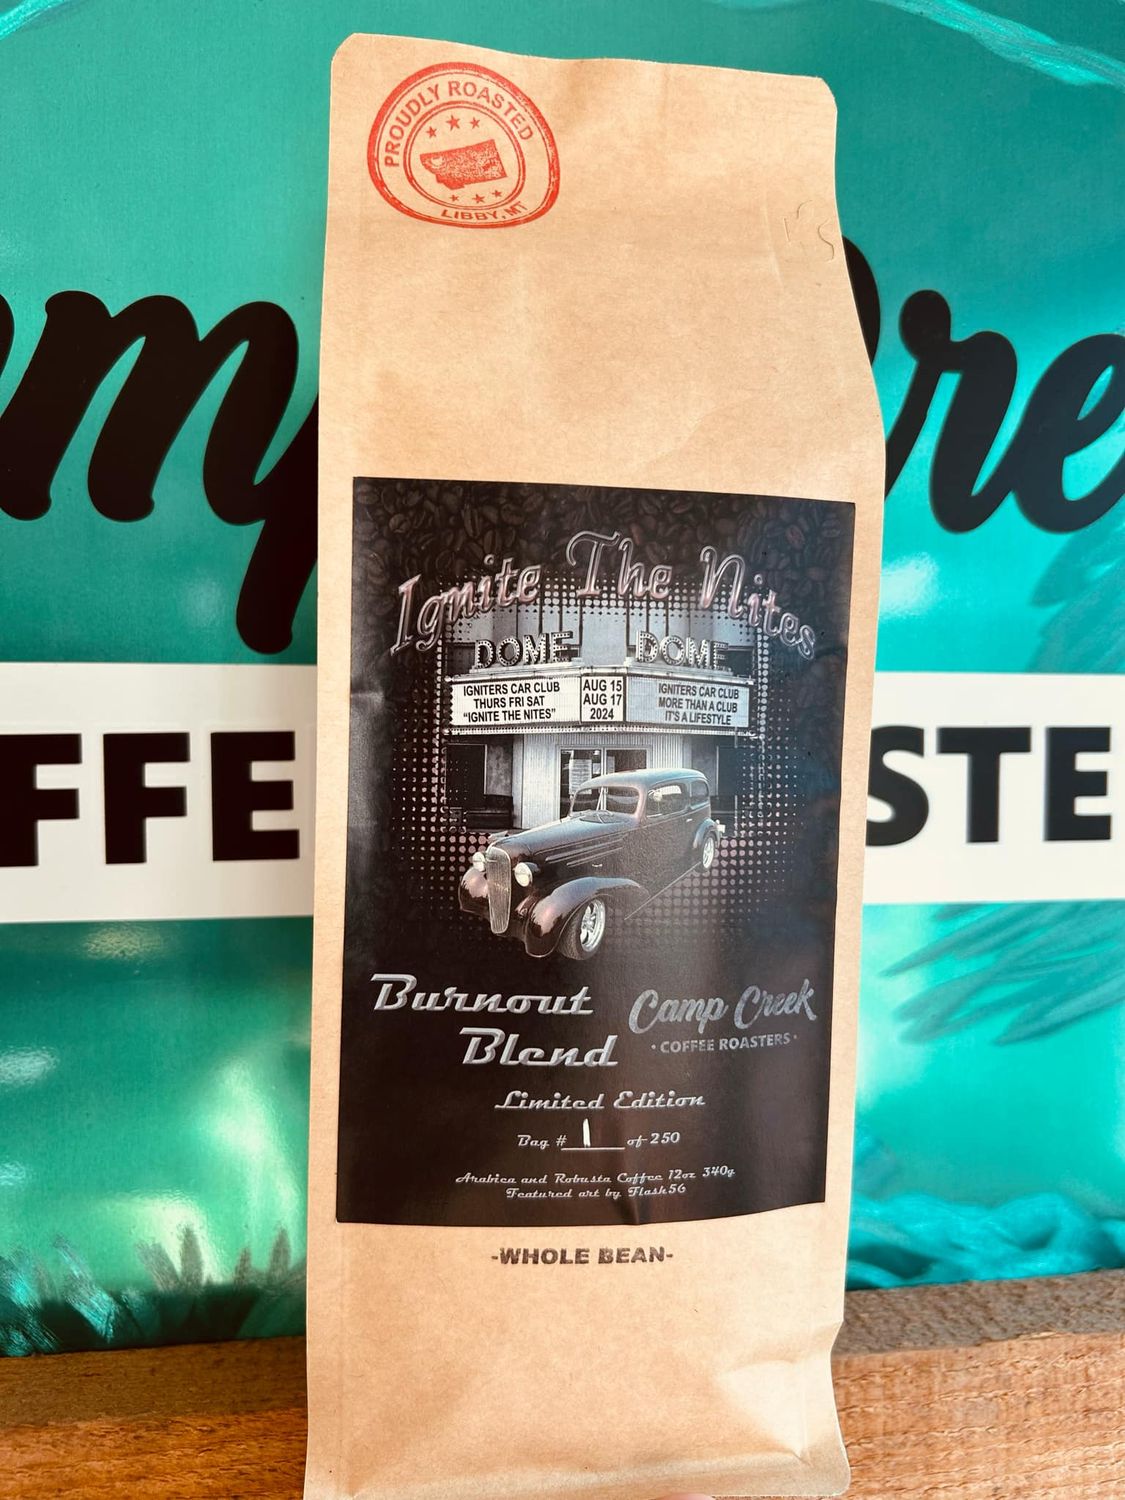 PROUDLY ROASTED
LIBBY, MT
Ignite The Nites
DOME DOME
IGNITERS CAR CLUB
THURS FRI SAT
"IGNITE THE NITES"
AUG 15
AUG 17
2024
IGNITERS CAR CLUB
MORE THAN A CLUB
IT'S A LIFESTYLE
Burnout
Blend
Camp Creek
• COFFEE ROASTERS •
Limited Edition
Bag # 1 of 250
Arabica and Robusta Coffee 12oz 340g
Featured art by Flash56
-WHOLE BEAN-
mp Cre
FFE STE